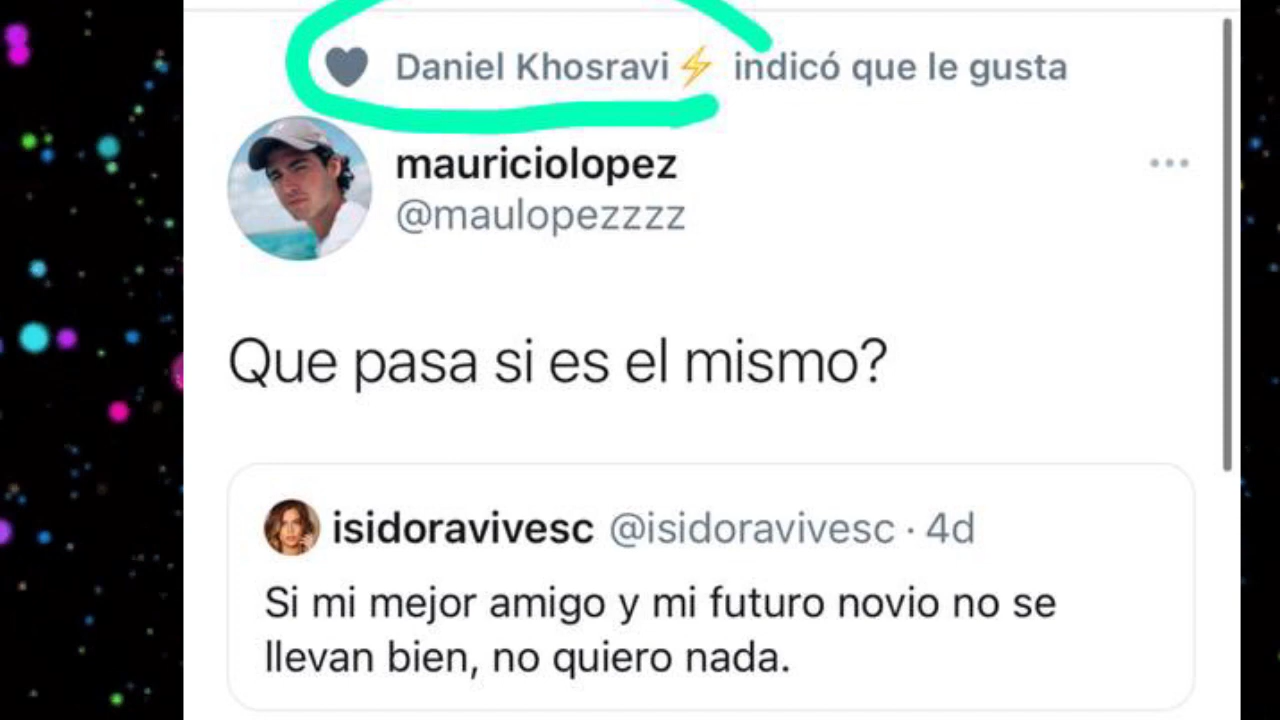 Daniel Khosravi⚡ indicó que le gusta
mauriciolopez
@maulopezzzz
Que pasa si es el mismo?
isidoravivesc @isidoravivesc · 4d
Si mi mejor amigo y mi futuro novio no se
llevan bien, no quiero nada.